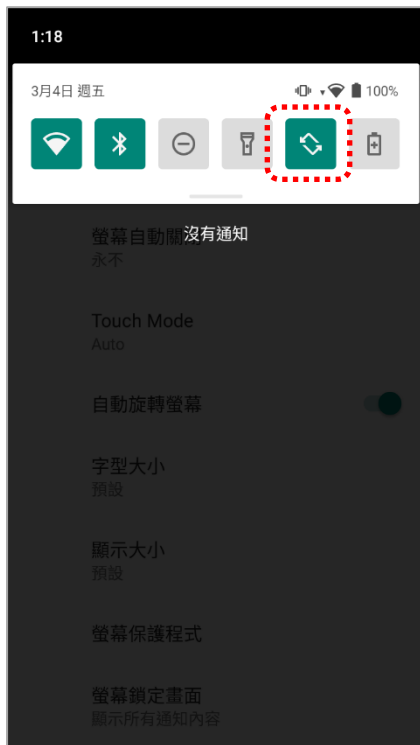 1:18
3月4日 週五 100%
螢幕自動關
沒有通知
永不
Touch Mode
Auto
自動旋轉螢幕
字型大小
預設
顯示大小
預設
螢幕保護程式
螢幕鎖定畫面
顯示所有通知內容